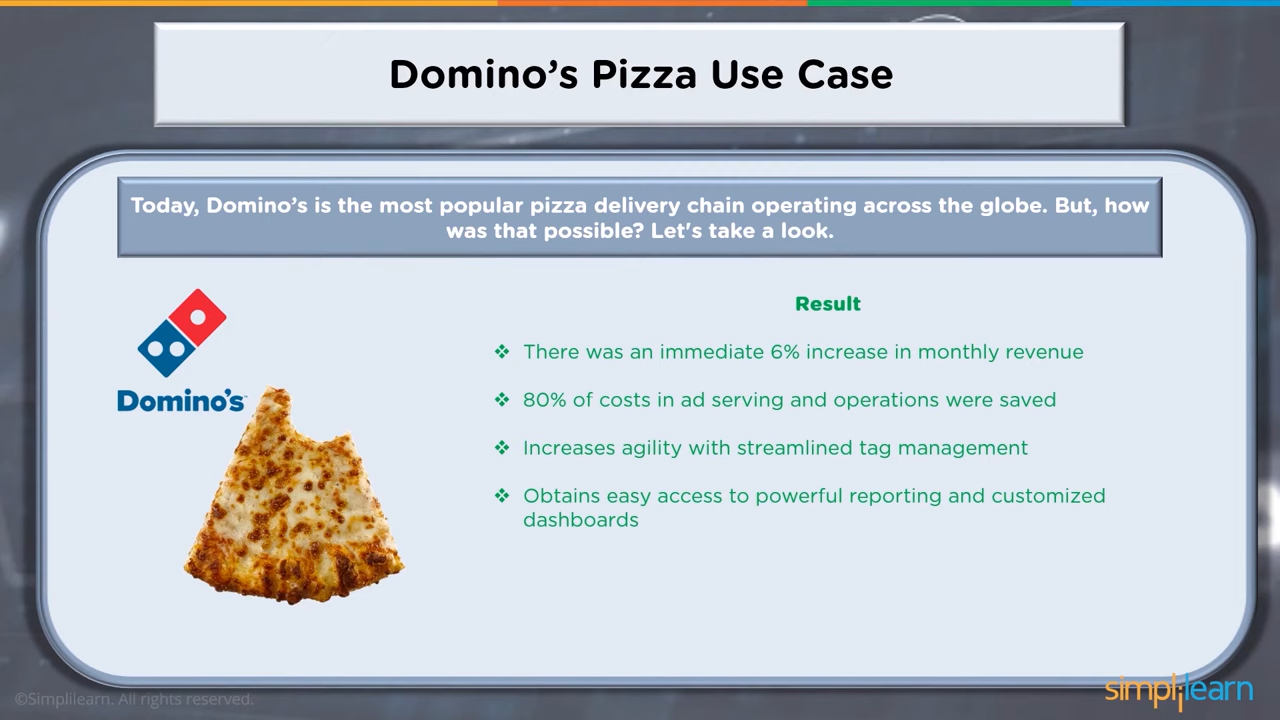 Domino’s Pizza Use Case
Today, Domino’s is the most popular pizza delivery chain operating across the globe. But, how
was that possible? Let's take a look.
Domino's
Result
❖ There was an immediate 6% increase in monthly revenue
❖ 80% of costs in ad serving and operations were saved
❖ Increases agility with streamlined tag management
❖ Obtains easy access to powerful reporting and customized
dashboards
©Simplilearn. All rights reserved.
simplilearn